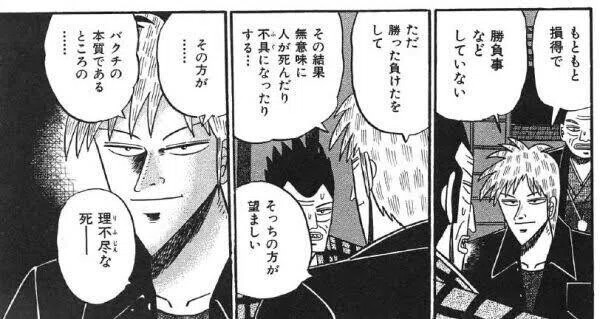 もともと
損得で
勝負事
など
していない
ただ
勝った負けたを
して
その結果
無意味に
人が死んだり
不具になったり
する…
そっちの方が
望ましい
その方が
……
バクチの
本質である
ところの
……
理不尽な
死――